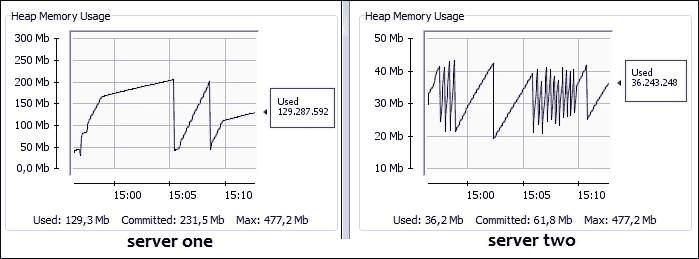 Heap Memory Usage
300 Mb
250 Mb
200 Mb
150 Mb
100 Mb
50 Mb
0,0 Mb
Used
129.287.592
15:00 15:05 15:10
Used: 129,3 Mb Committed: 231,5 Mb Max: 477,2 Mb
server one
Heap Memory Usage
50 Mb
40 Mb
30 Mb
20 Mb
10 Mb
Used
36.243.248
15:00 15:05 15:10
Used: 36,2 Mb Committed: 61,8 Mb Max: 477,2 Mb
server two